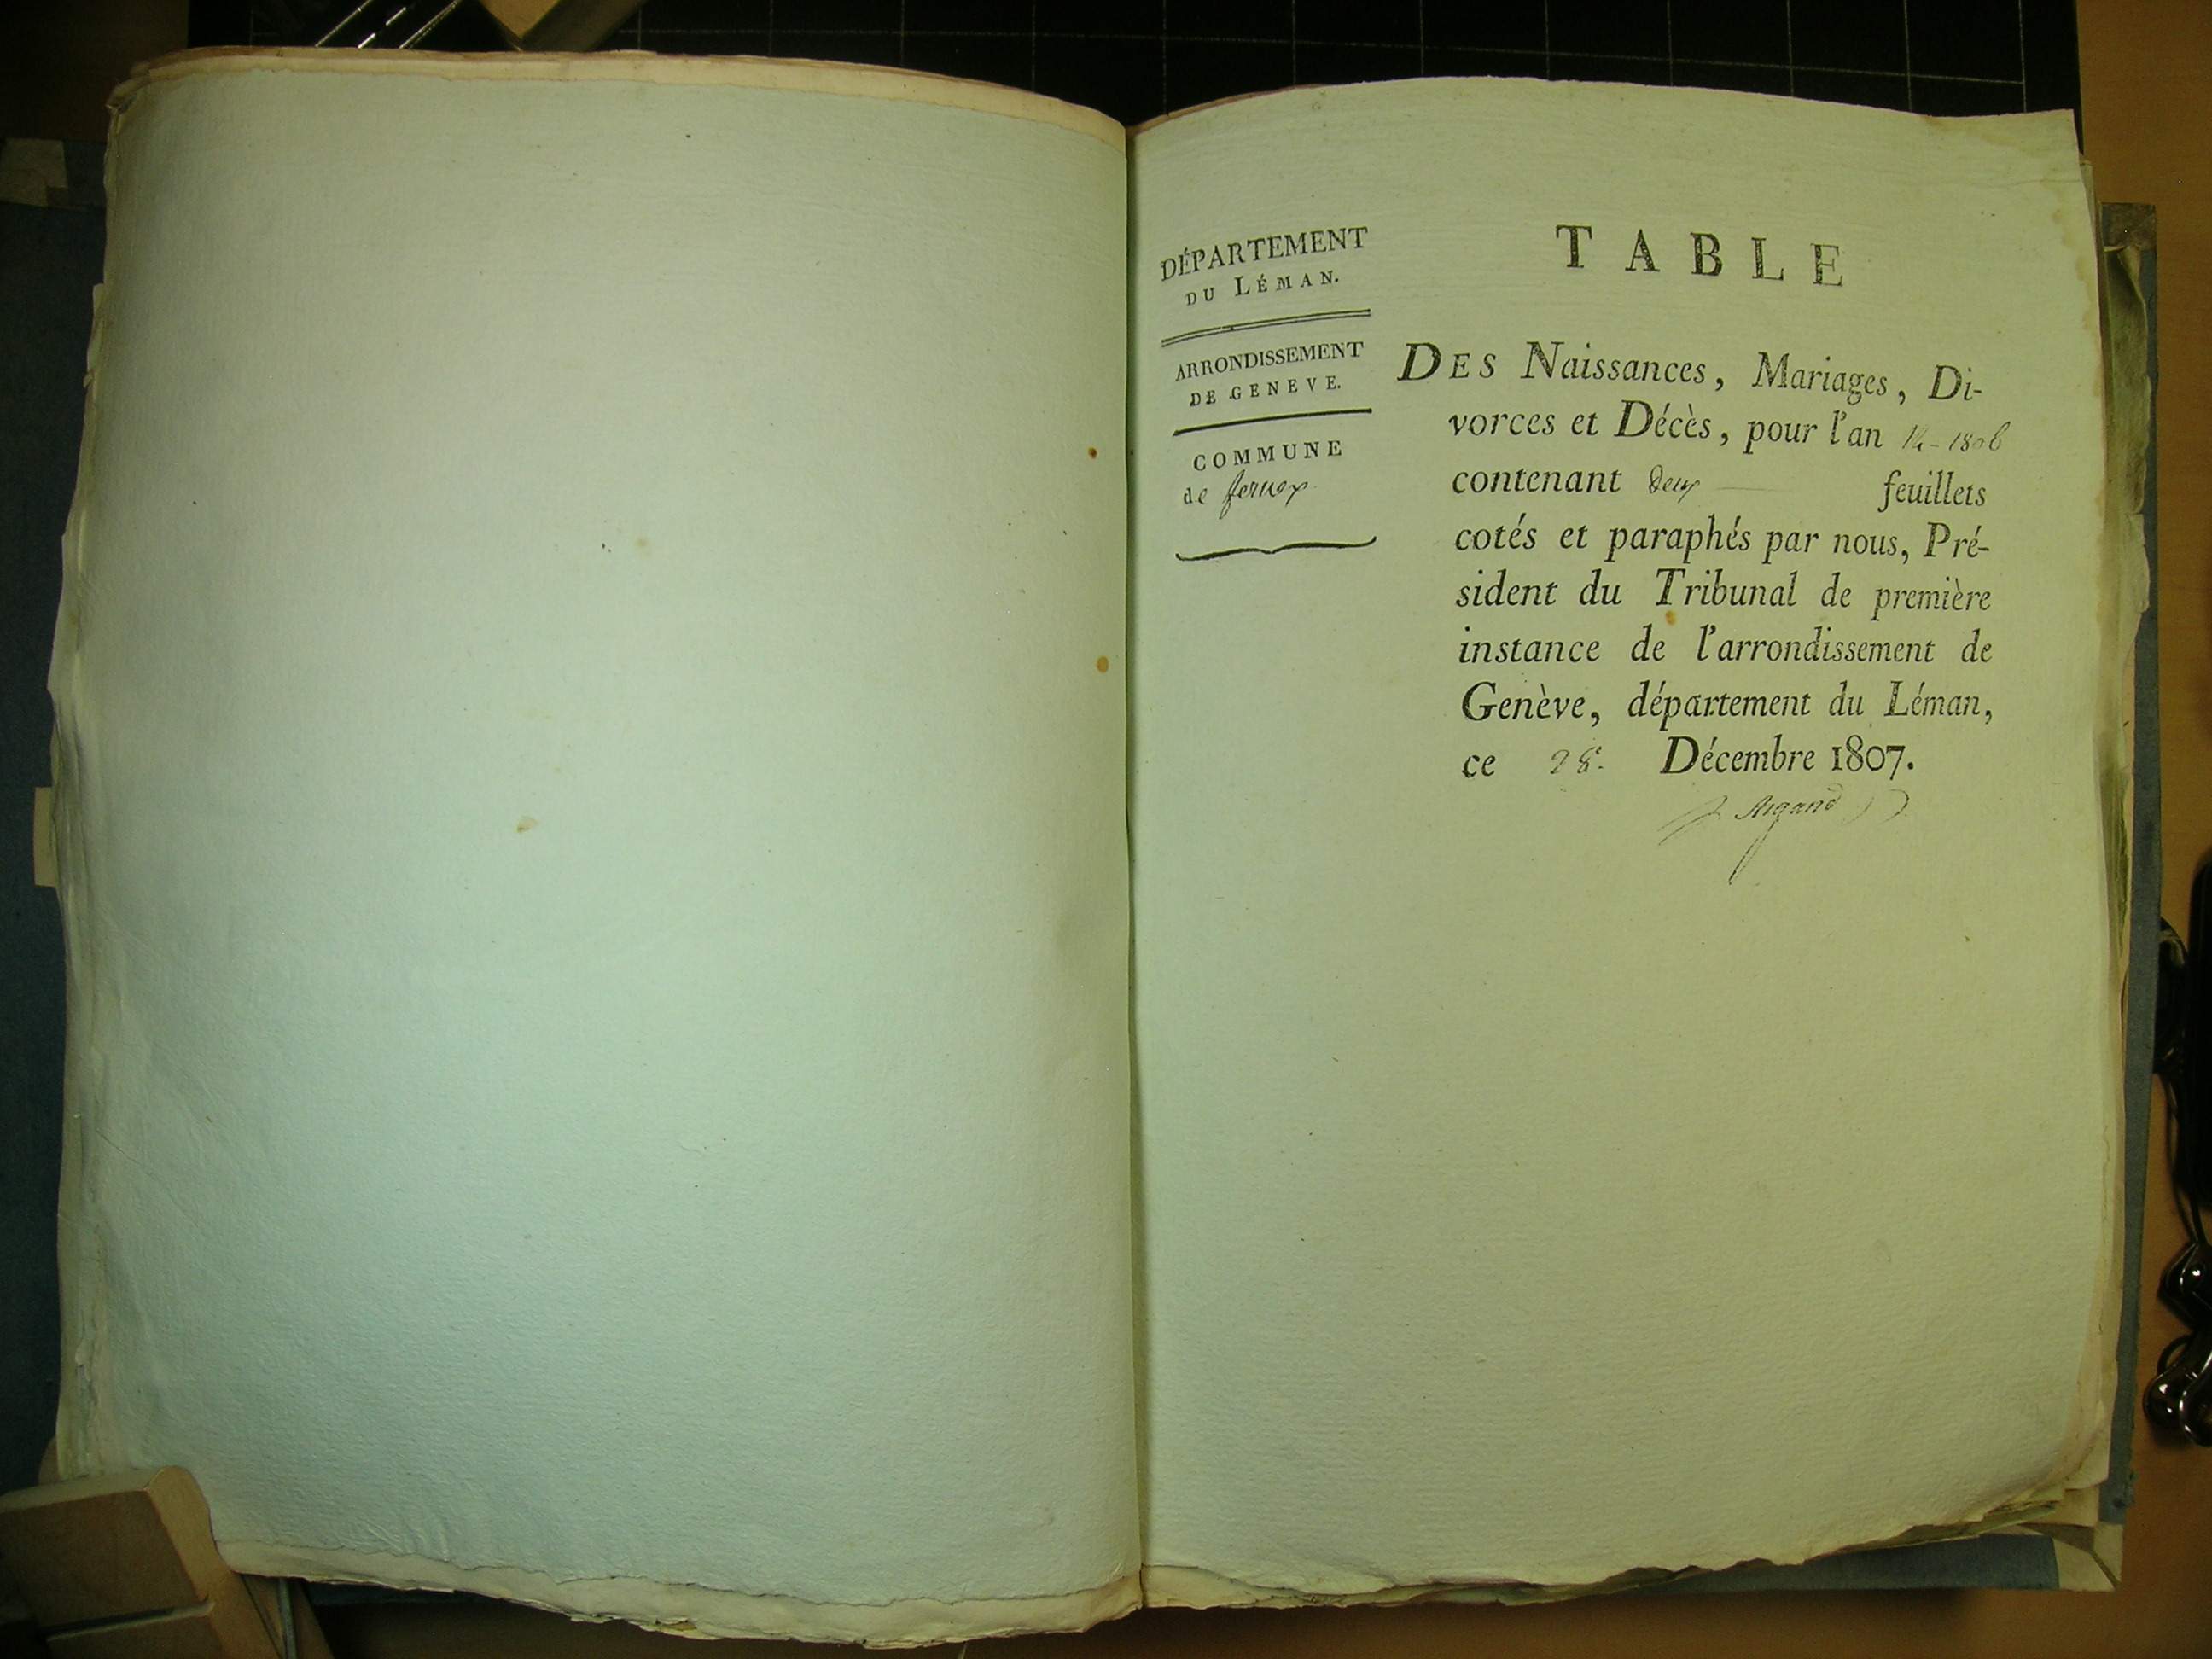 DÉPARTEMENT
DU LÉMAN.
ARRONDISSEMENT
DE GENEVE.
COMMUNE
de fernex
TABLE
DES Naissances, Mariages, Di-
vorces et Décès, pour l'an 14-1806
contenant deux feuillets
cotés et paraphés par nous, Pré-
sident du Tribunal de première
instance de l'arrondissement de
Genève, département du Léman,
ce 28. Décembre 1807.
Argand